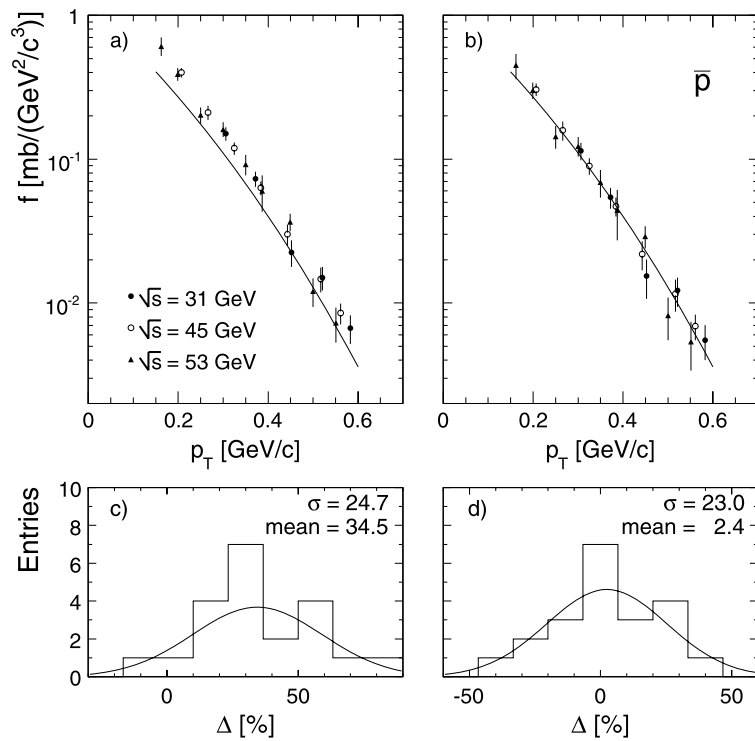 f [mb/(GeV²/c³)]
1
10⁻¹
10⁻²
a)
√s = 31 GeV
√s = 45 GeV
√s = 53 GeV
0 0.2 0.4 0.6
p_T [GeV/c]
b)
p̅
0 0.2 0.4 0.6
p_T [GeV/c]
Entries
10
8
6
4
2
0
c)
σ = 24.7
mean = 34.5
0 50
Δ [%]
d)
σ = 23.0
mean = 2.4
-50 0 50
Δ [%]